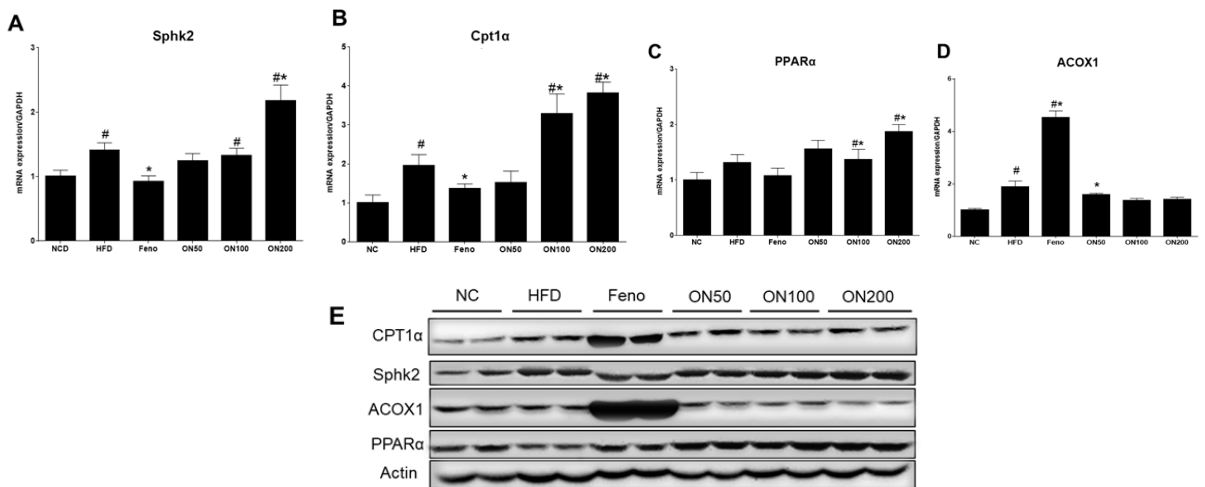 A
Sphk2
mRNA expression/GAPDH
3
2
1
0
#
*
#
#*
NCD HFD Feno ON50 ON100 ON200
B
Cpt1α
mRNA expression/GAPDH
5
4
3
2
1
0
#
*
#*
#*
NC HFD Feno ON50 ON100 ON200
C
PPARα
mRNA expression/GAPDH
3
2
1
0
#*
#*
NC HFD Feno ON50 ON100 ON200
D
ACOX1
mRNA expression/GAPDH
6
4
2
0
#
#*
*
NC HFD Feno ON50 ON100 ON200
E
NC HFD Feno ON50 ON100 ON200
CPT1α
Sphk2
ACOX1
PPARα
Actin